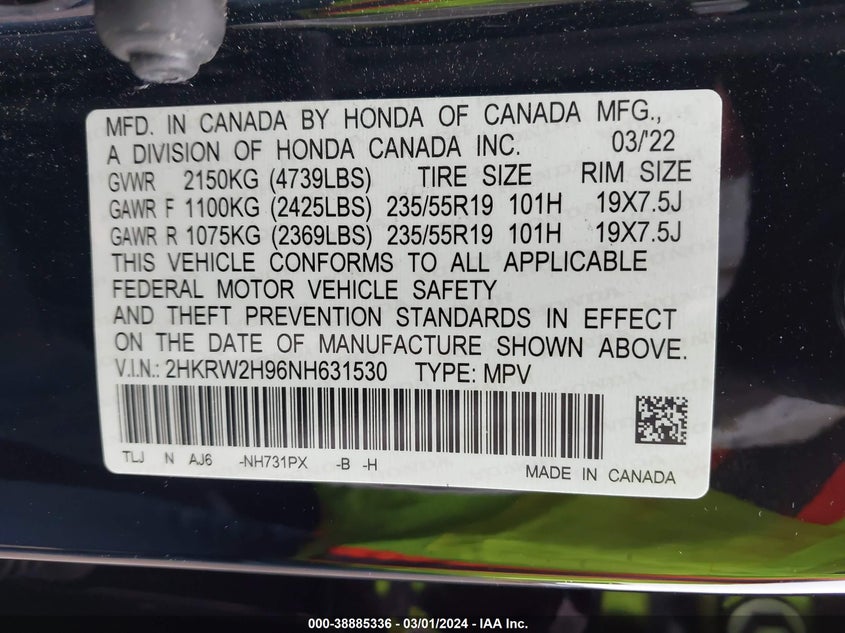 MFD. IN CANADA BY HONDA OF CANADA MFG.,
A DIVISION OF HONDA CANADA INC. 03/'22
GVWR 2150KG (4739LBS) TIRE SIZE RIM SIZE
GAWR F 1100KG (2425LBS) 235/55R19 101H 19X7.5J
GAWR R 1075KG (2369LBS) 235/55R19 101H 19X7.5J
THIS VEHICLE CONFORMS TO ALL APPLICABLE
FEDERAL MOTOR VEHICLE SAFETY
AND THEFT PREVENTION STANDARDS IN EFFECT
ON THE DATE OF MANUFACTURE SHOWN ABOVE.
V.I.N.: 2HKRW2H96NH631530 TYPE: MPV
TLJ N AJ6 -NH731PX -B -H
MADE IN CANADA
000-38885336 - 03/01/2024 - IAA Inc.